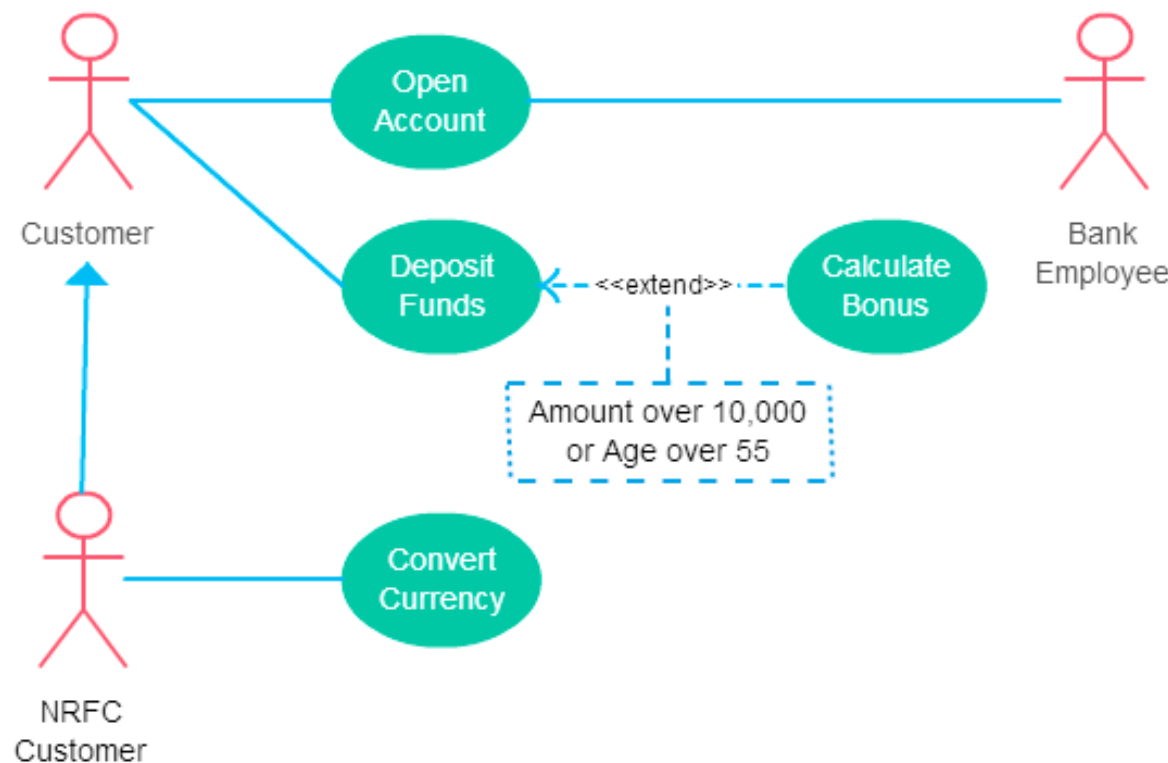 Open
Account
Customer
Bank
Employee
Deposit
Funds
<<extend>>
Calculate
Bonus
Amount over 10,000
or Age over 55
Convert
Currency
NRFC
Customer